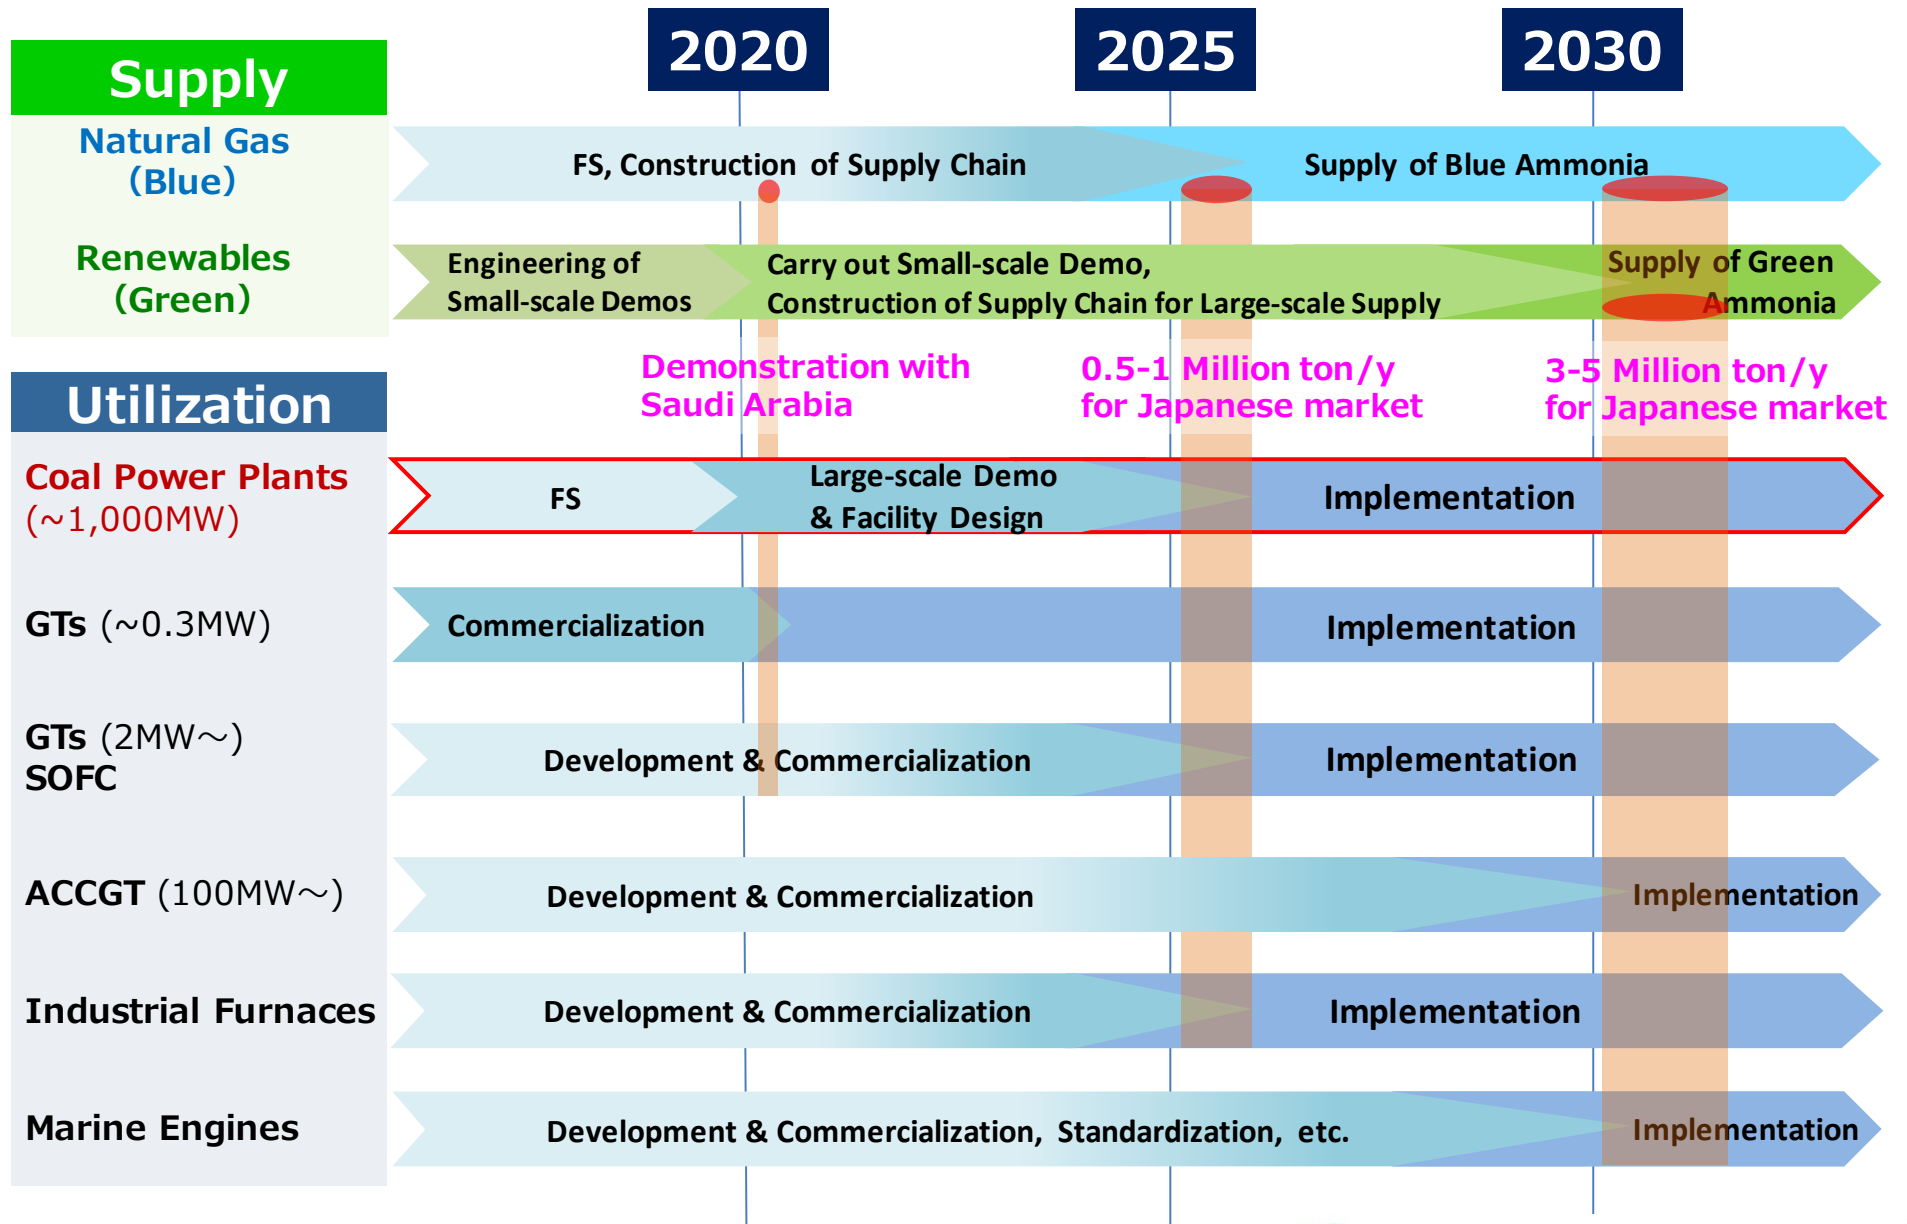 2020
2025
2030
Supply
Natural Gas
(Blue)
FS, Construction of Supply Chain
Supply of Blue Ammonia
Renewables
(Green)
Engineering of
Small-scale Demos
Carry out Small-scale Demo,
Construction of Supply Chain for Large-scale Supply
Supply of Green
Ammonia
Demonstration with
Saudi Arabia
0.5-1 Million ton/y
for Japanese market
3-5 Million ton/y
for Japanese market
Utilization
Coal Power Plants
(~1,000MW)
FS
Large-scale Demo
& Facility Design
Implementation
GTs (~0.3MW)
Commercialization
Implementation
GTs (2MW～)
SOFC
Development & Commercialization
Implementation
ACCGT (100MW～)
Development & Commercialization
Implementation
Industrial Furnaces
Development & Commercialization
Implementation
Marine Engines
Development & Commercialization, Standardization, etc.
Implementation